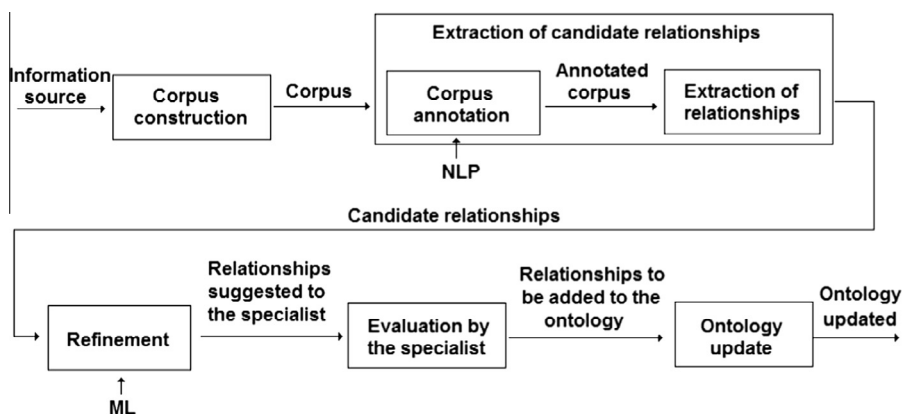 Extraction of candidate relationships
Information
source
Corpus
construction
Corpus
Corpus
annotation
Annotated
corpus
Extraction of
relationships
NLP
Candidate relationships
Refinement
Relationships
suggested to
the specialist
Evaluation by
the specialist
Relationships to
be added to the
ontology
Ontology
update
Ontology
updated
ML